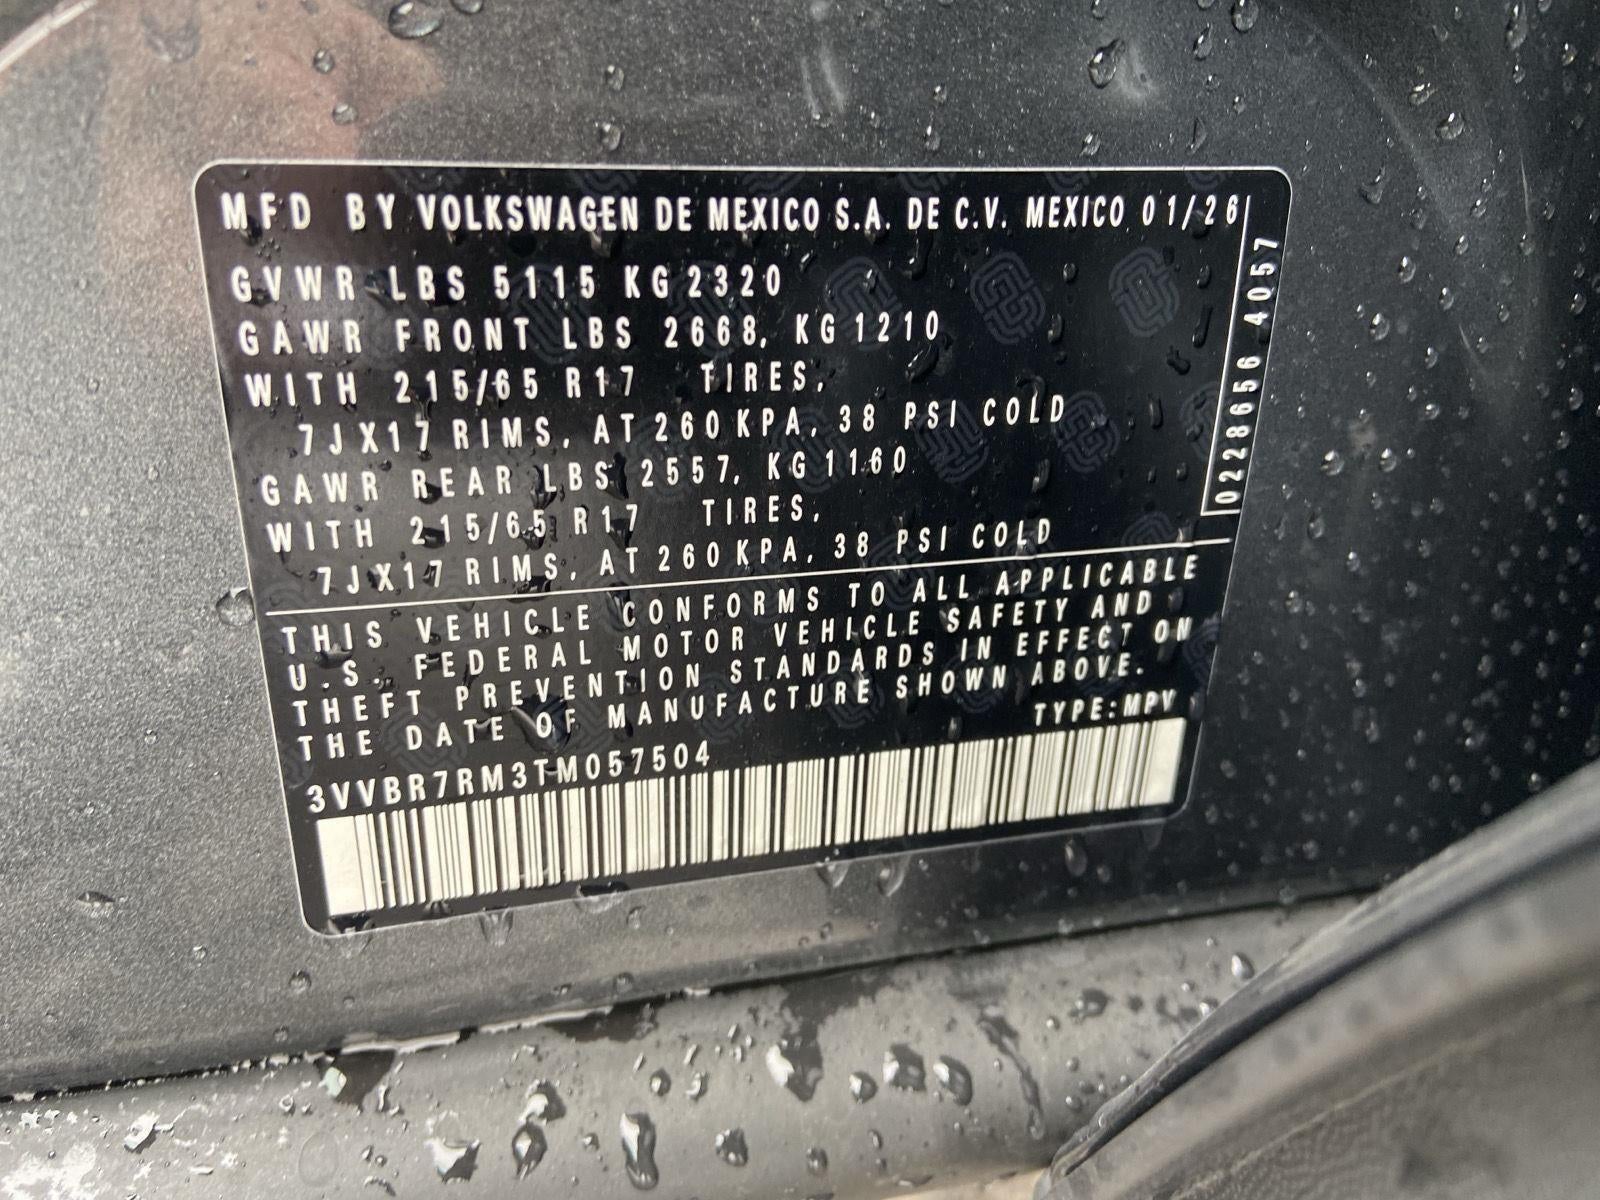 MFD BY VOLKSWAGEN DE MEXICO S.A. DE C.V. MEXICO 01/26
GVWR LBS 5115 KG 2320
GAWR FRONT LBS 2668, KG 1210
WITH 215/65 R17 TIRES,
7JX17 RIMS, AT 260 KPA, 38 PSI COLD
GAWR REAR LBS 2557, KG 1160
WITH 215/65 R17 TIRES,
7JX17 RIMS, AT 260 KPA, 38 PSI COLD
0228656 4057
THIS VEHICLE CONFORMS TO ALL APPLICABLE
U.S. FEDERAL MOTOR VEHICLE SAFETY AND
THEFT PREVENTION STANDARDS IN EFFECT ON
THE DATE OF MANUFACTURE SHOWN ABOVE.
TYPE:MPV
3VVBR7RM3TM057504